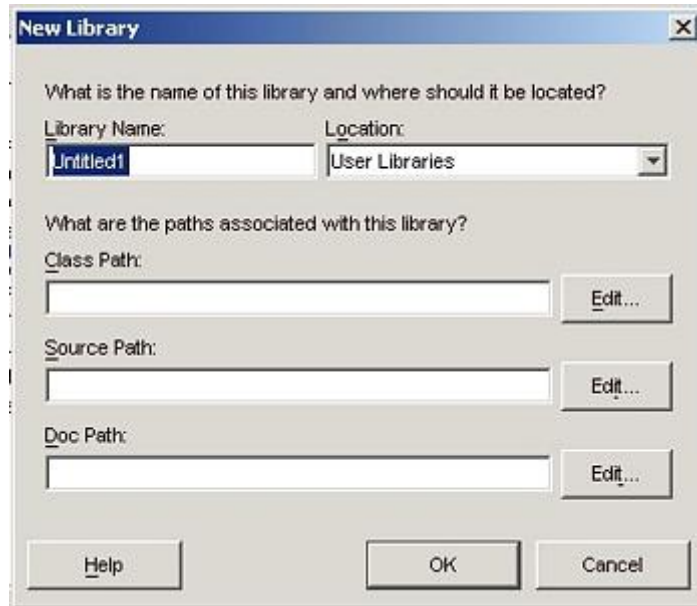 New Library
What is the name of this library and where should it be located?
Library Name: Location:
Untitled1 User Libraries
What are the paths associated with this library?
Class Path:
Edit...
Source Path:
Edit...
Doc Path:
Edit...
Help OK Cancel